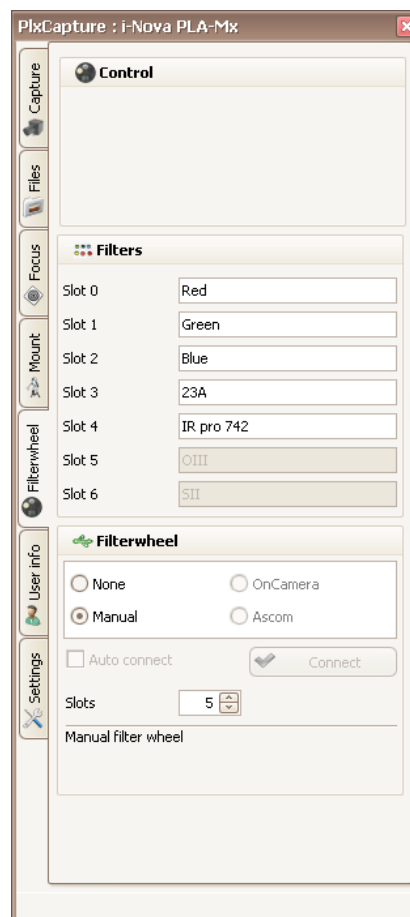 PlxCapture : i-Nova PLA-Mx
Capture
Files
Focus
Mount
Filterwheel
User info
Settings
Control
Filters
Slot 0 Red
Slot 1 Green
Slot 2 Blue
Slot 3 23A
Slot 4 IR pro 742
Slot 5 OIII
Slot 6 SII
Filterwheel
None OnCamera
Manual Ascom
Auto connect Connect
Slots 5
Manual filter wheel